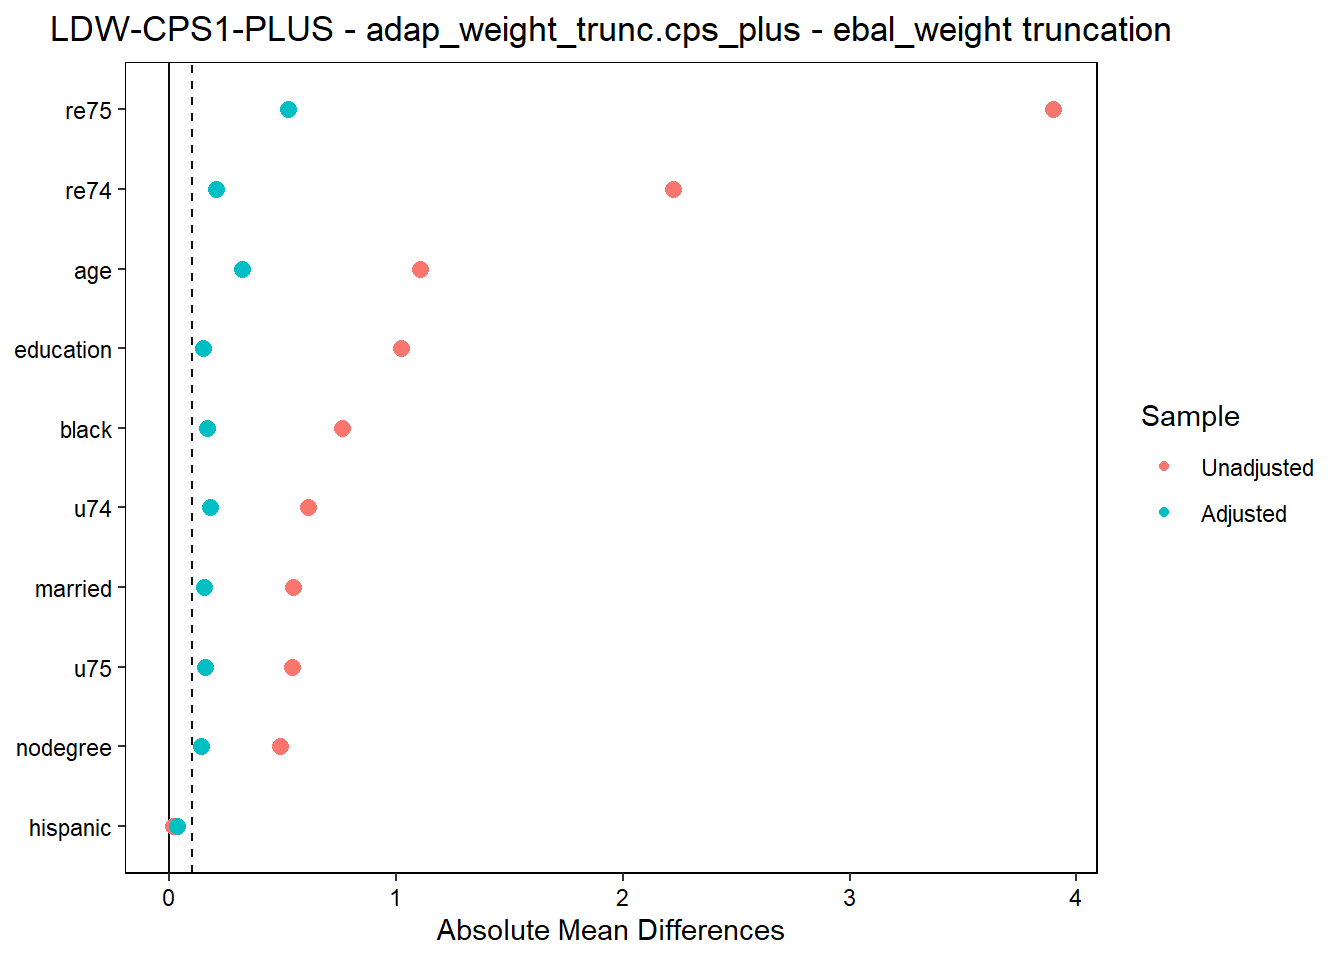 LDW-CPS1-PLUS - adap_weight_trunc.cps_plus - ebal_weight truncation
re75
re74
age
education
black
u74
married
u75
nodegree
hispanic
0 1 2 3 4
Absolute Mean Differences
Sample
Unadjusted
Adjusted